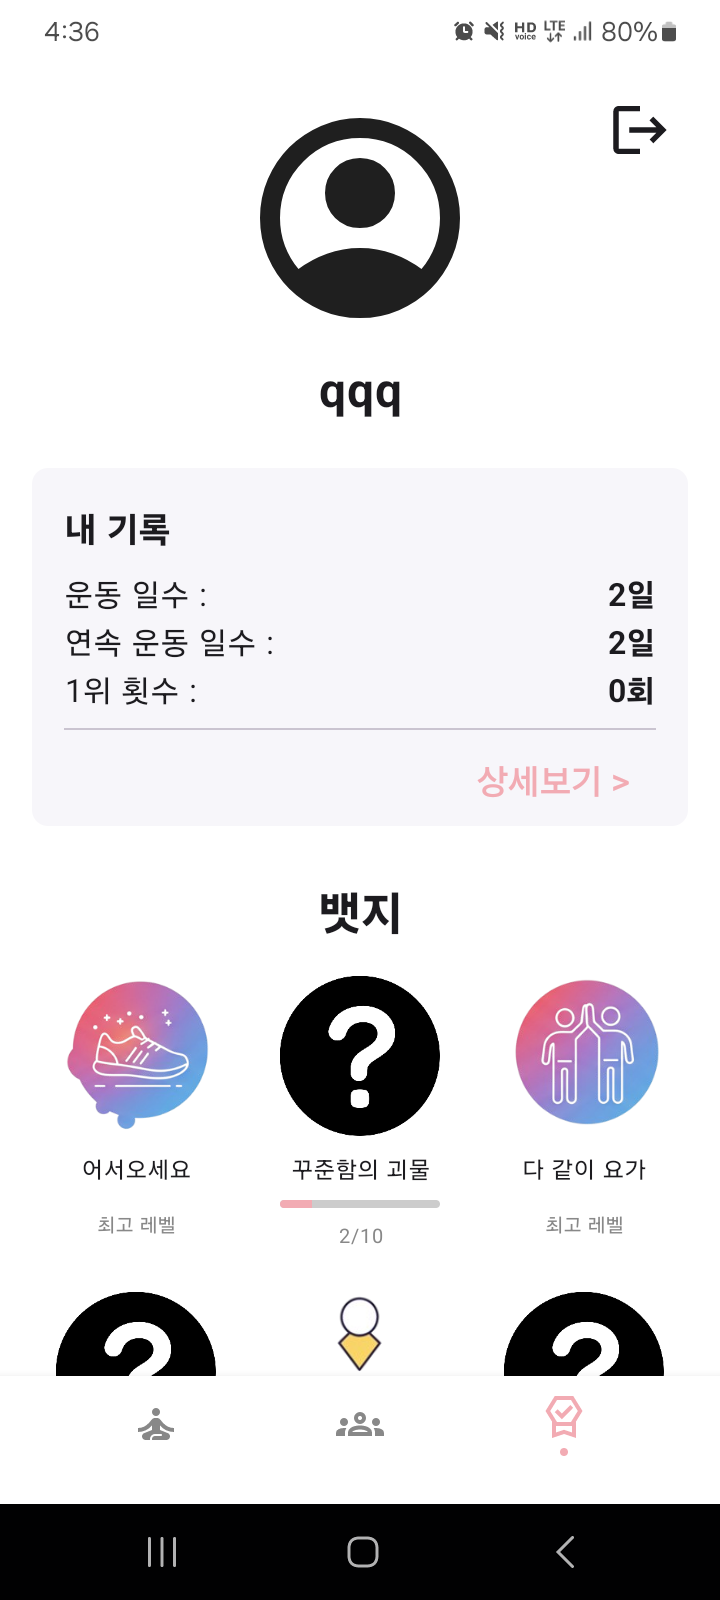 4:36 HD voice LTE 80%
qqq
내 기록
운동 일수 : 2일
연속 운동 일수 : 2일
1위 횟수 : 0회
상세보기 >
뱃지
어서오세요 꾸준함의 괴물 다 같이 요가
최고 레벨 2/10 최고 레벨